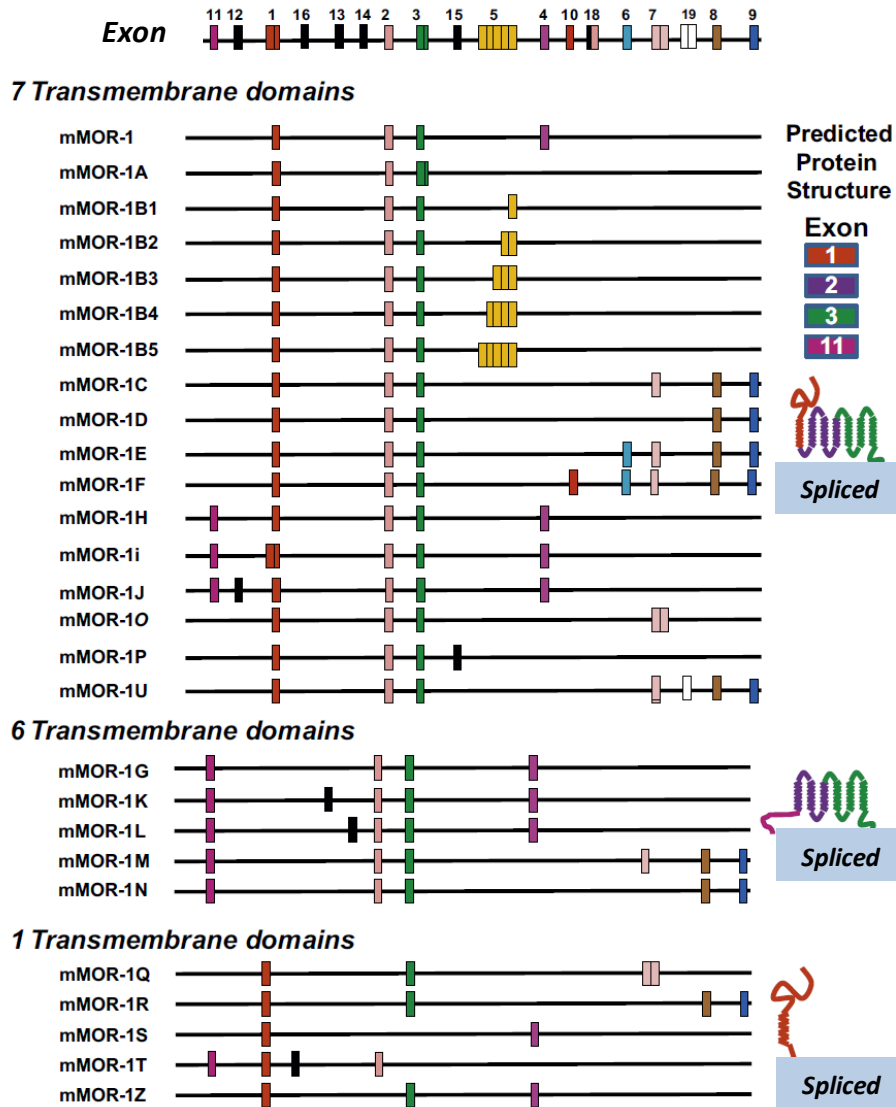 11 12 1 16 13 14 2 3 15 5 4 10 18 6 7 19 8 9
Exon
7 Transmembrane domains
mMOR-1
mMOR-1A
mMOR-1B1
mMOR-1B2
mMOR-1B3
mMOR-1B4
mMOR-1B5
mMOR-1C
mMOR-1D
mMOR-1E
mMOR-1F
mMOR-1H
mMOR-1i
mMOR-1J
mMOR-1O
mMOR-1P
mMOR-1U
Predicted
Protein
Structure
Exon
1
2
3
11
Spliced
6 Transmembrane domains
mMOR-1G
mMOR-1K
mMOR-1L
mMOR-1M
mMOR-1N
Spliced
1 Transmembrane domains
mMOR-1Q
mMOR-1R
mMOR-1S
mMOR-1T
mMOR-1Z
Spliced